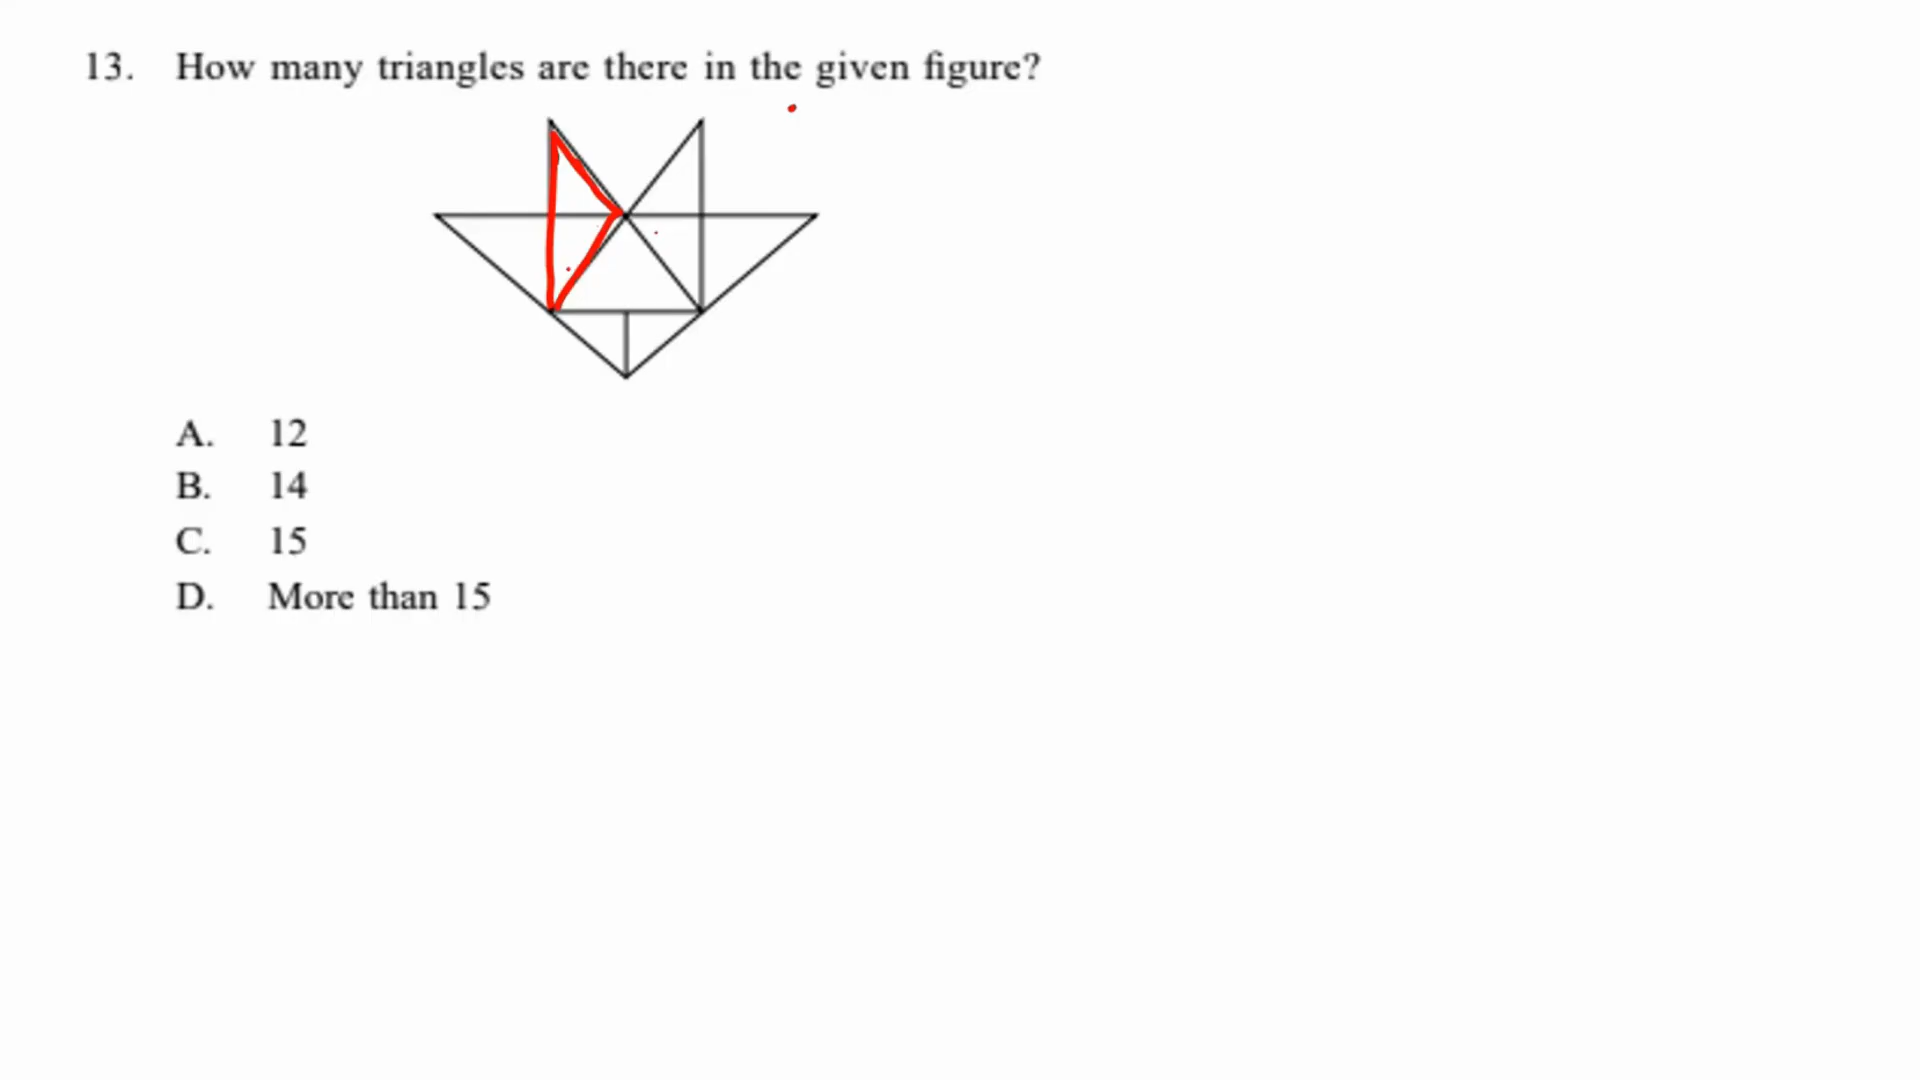 13. How many triangles are there in the given figure?
A. 12
B. 14
C. 15
D. More than 15